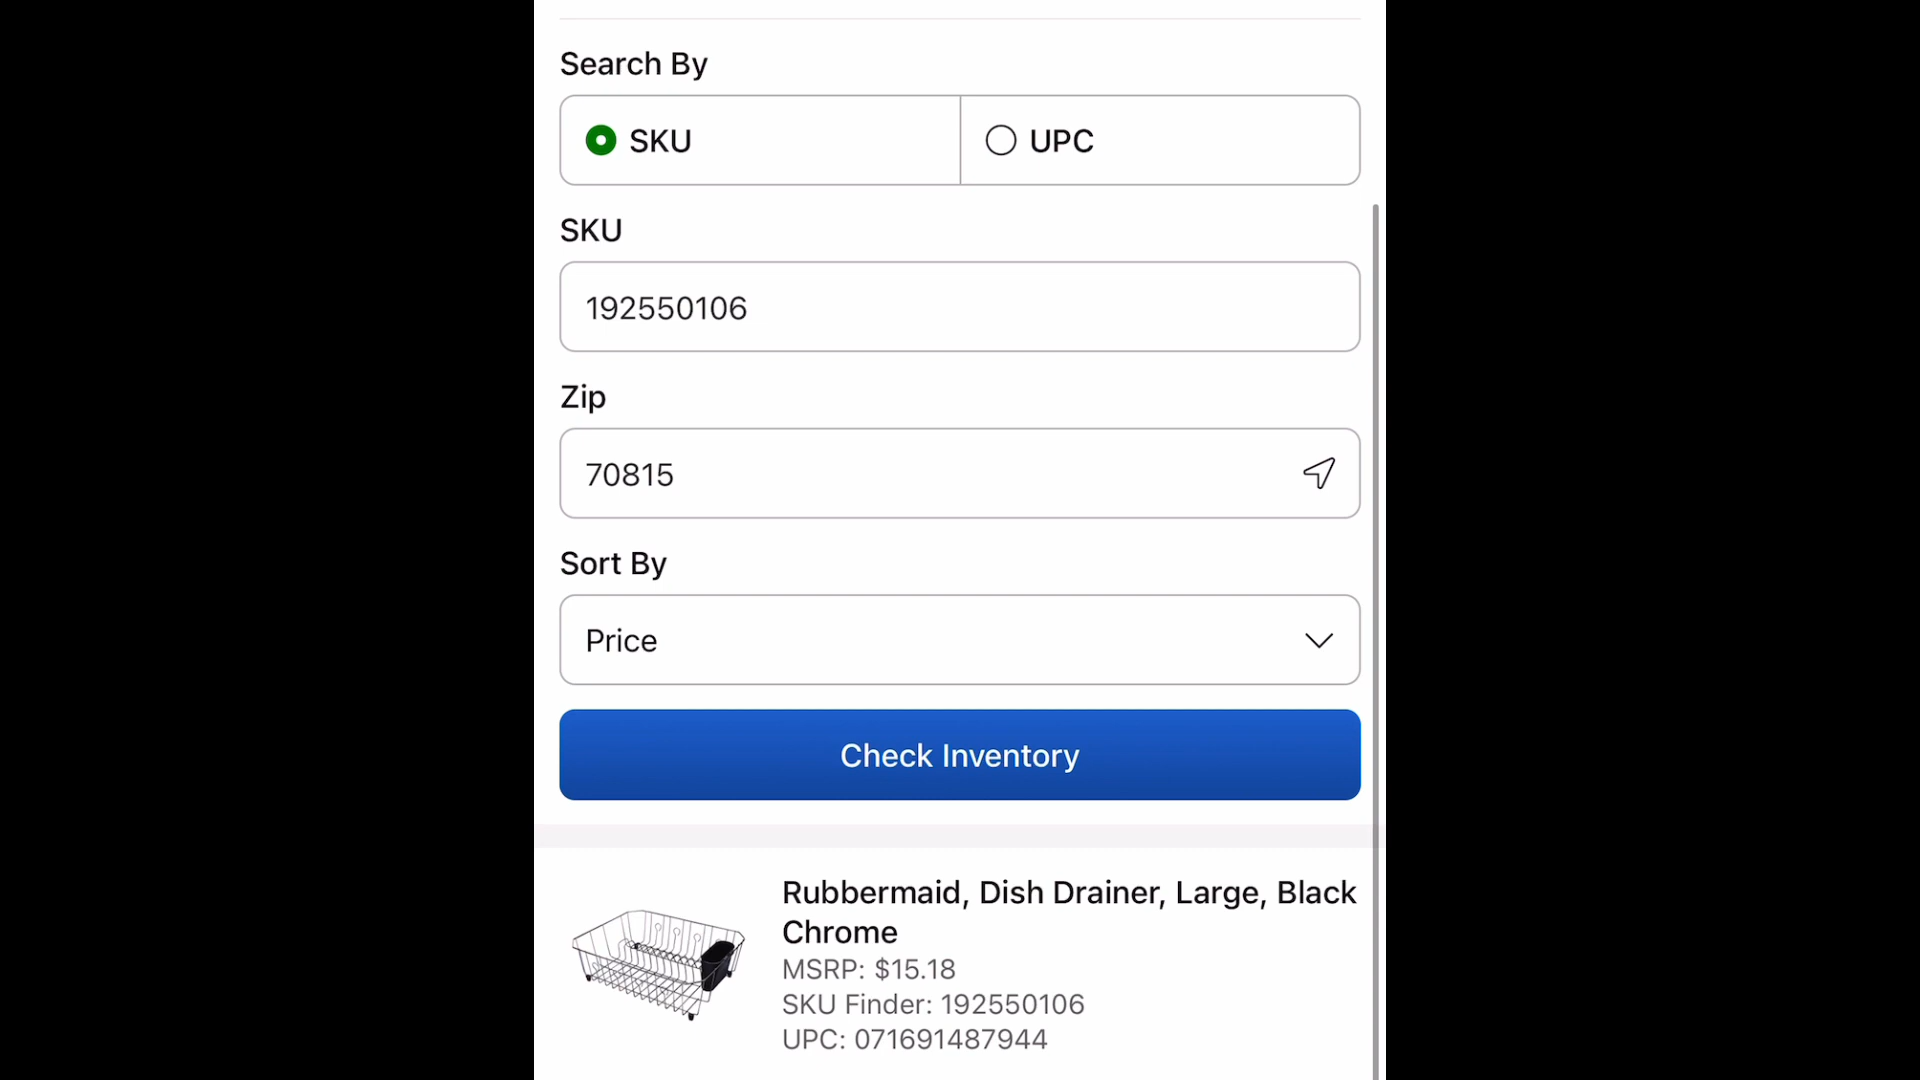 Search By
SKU
UPC
SKU
192550106
Zip
70815
Sort By
Price
Check Inventory
Rubbermaid, Dish Drainer, Large, Black
Chrome
MSRP: $15.18
SKU Finder: 192550106
UPC: 071691487944